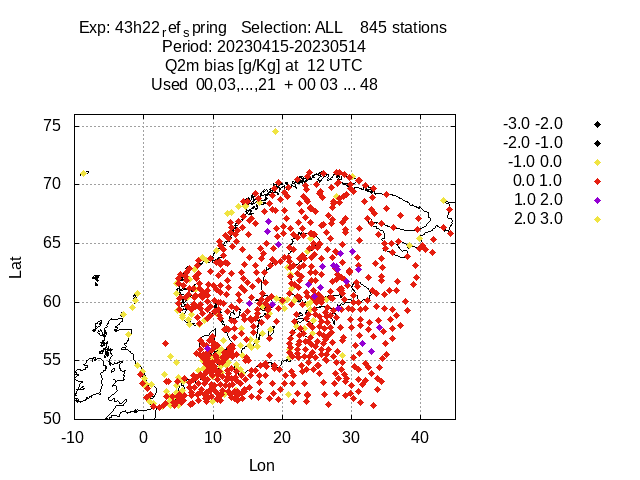 Exp: 43h22refspring   Selection: ALL    845 stations
Period: 20230415-20230514
Q2m bias [g/Kg] at  12 UTC
Used  00,03,...,21  + 00 03 ... 48
-3.0 -2.0
-2.0 -1.0
-1.0 0.0
0.0 1.0
1.0 2.0
2.0 3.0
75
70
65
60
55
50
Lat
-10 0 10 20 30 40
Lon